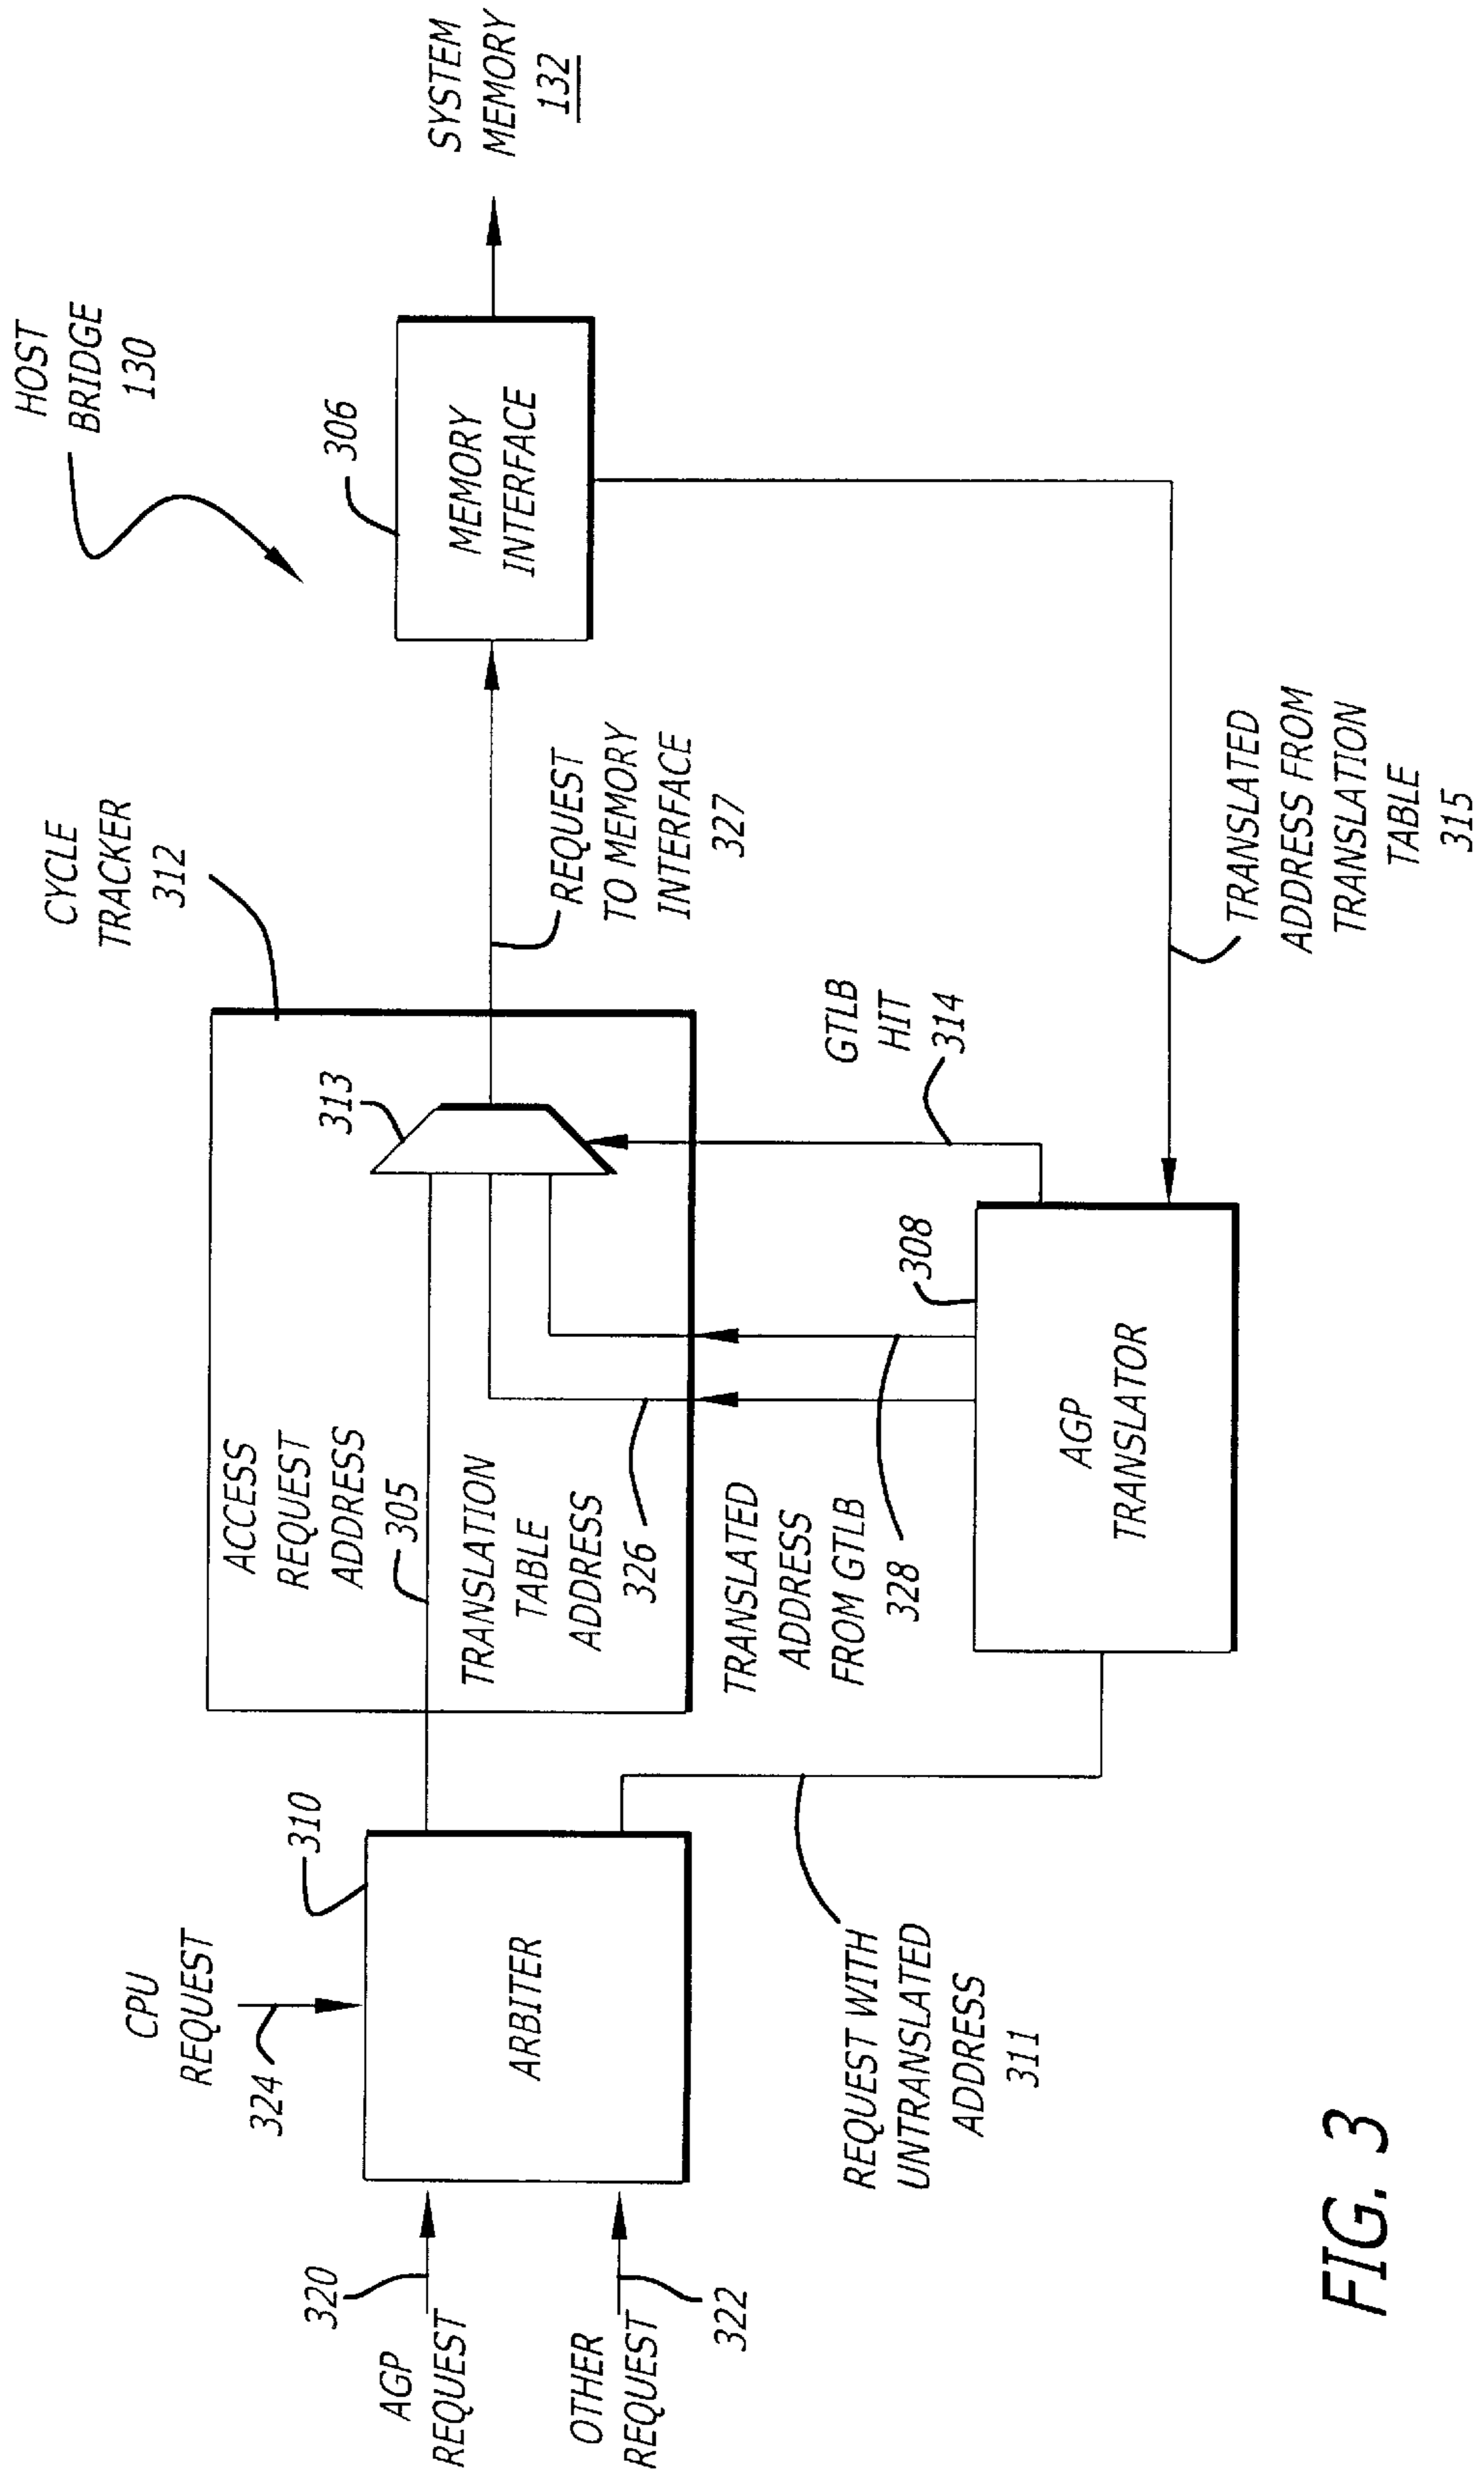 HOST
BRIDGE
130
CYCLE
TRACKER
312
CPU
REQUEST
324
310
ACCESS
REQUEST
ADDRESS
305
313
306
SYSTEM
MEMORY
132
320
AGP
REQUEST
OTHER
REQUEST
322
ARBITER
TRANSLATION
TABLE
ADDRESS
326
REQUEST
TO MEMORY
INTERFACE
327
MEMORY
INTERFACE
TRANSLATED
ADDRESS
FROM GTLB
328
GTLB
HIT
314
308
REQUEST WITH
UNTRANSLATED
ADDRESS
311
AGP
TRANSLATOR
TRANSLATED
ADDRESS FROM
TRANSLATION
TABLE
315
FIG. 3